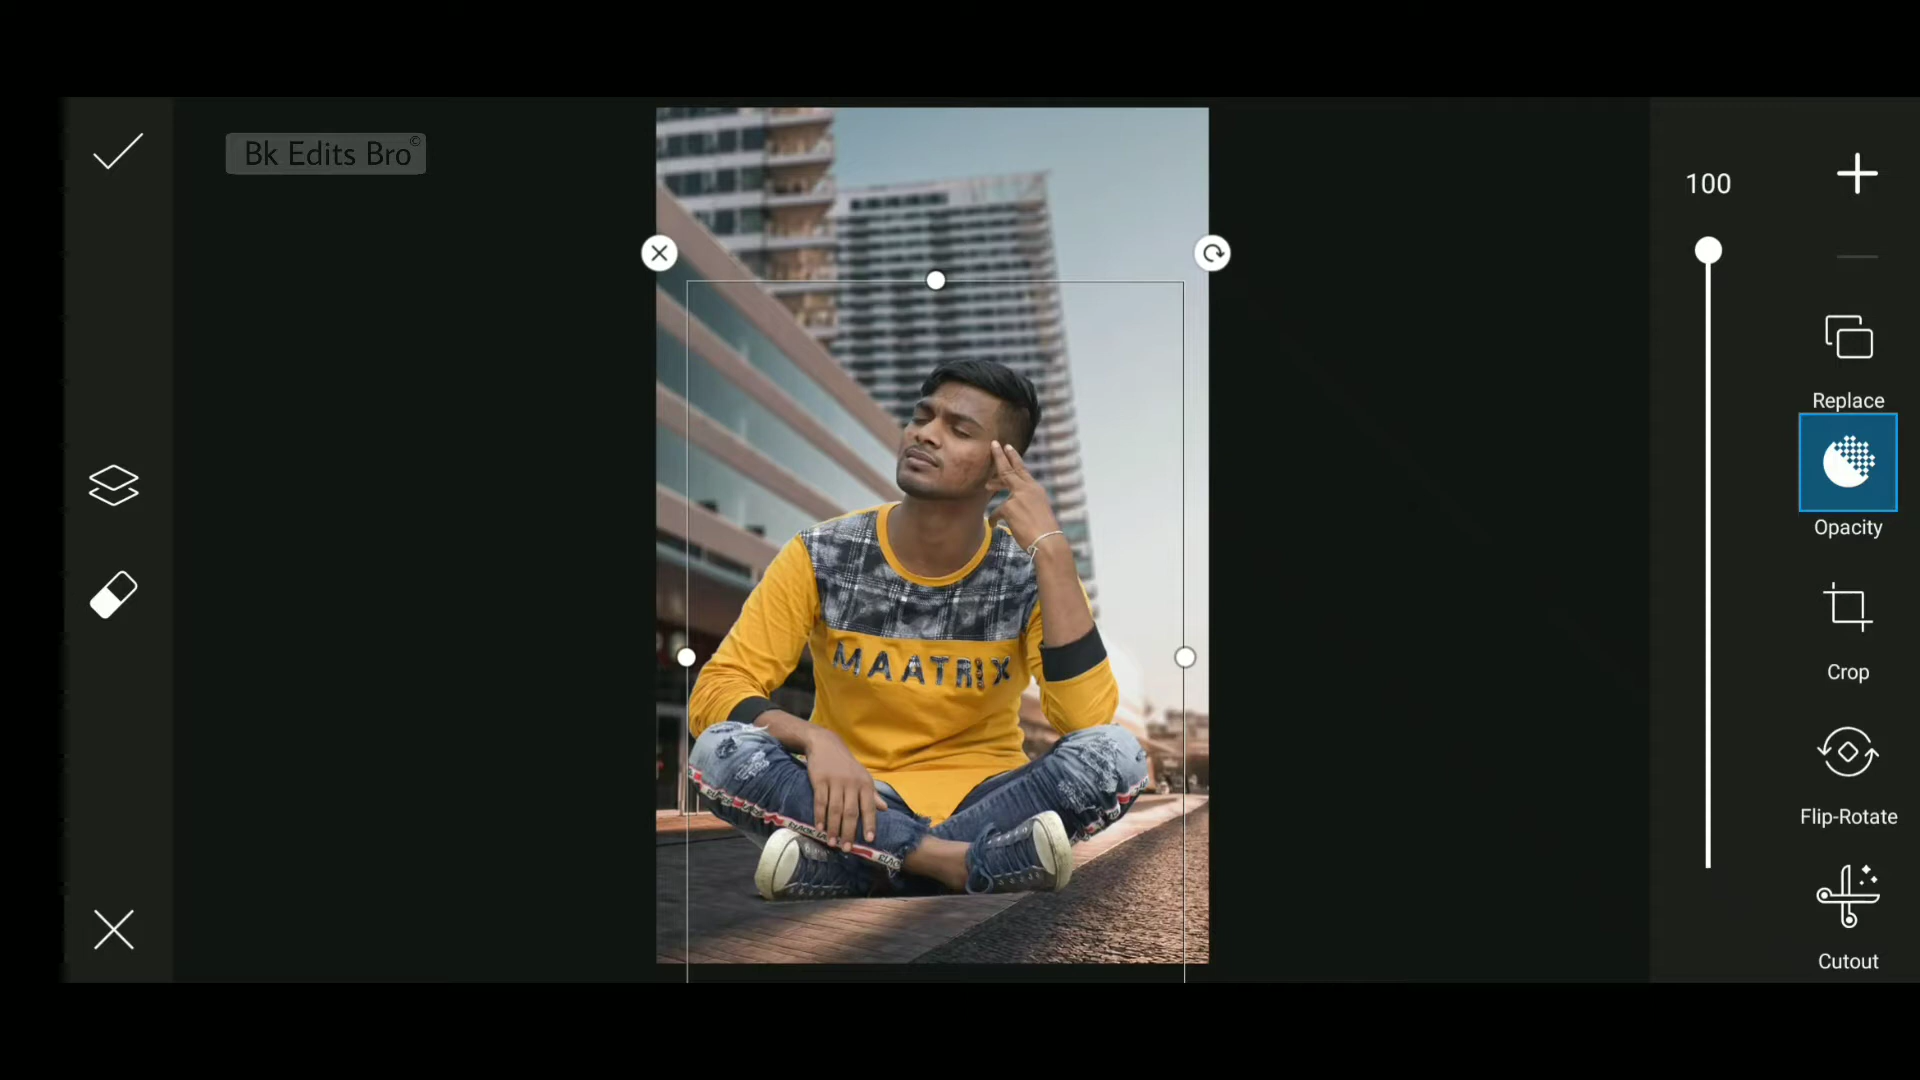 Bk Edits Bro©
100
Replace
Opacity
Crop
Flip-Rotate
Cutout
MAATRIX